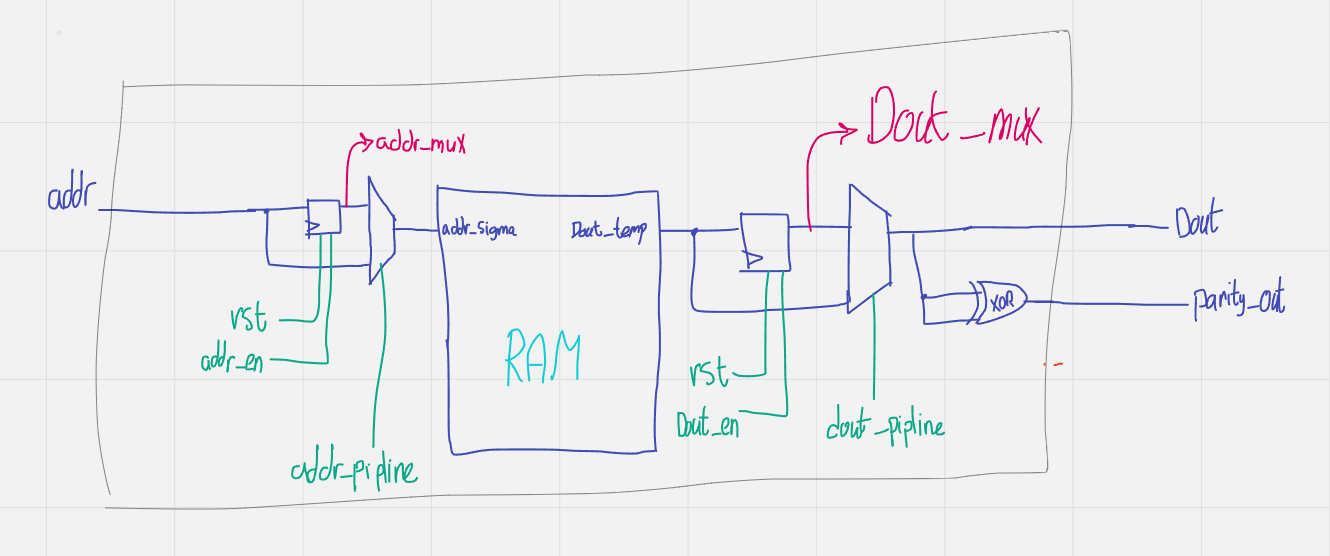 addr
addr_mux
addr_sigma
Dout_temp
RAM
rst
addr_en
addr_pipline
Dout_mux
rst
Dout_en
dout_pipline
XOR
Dout
parity_out